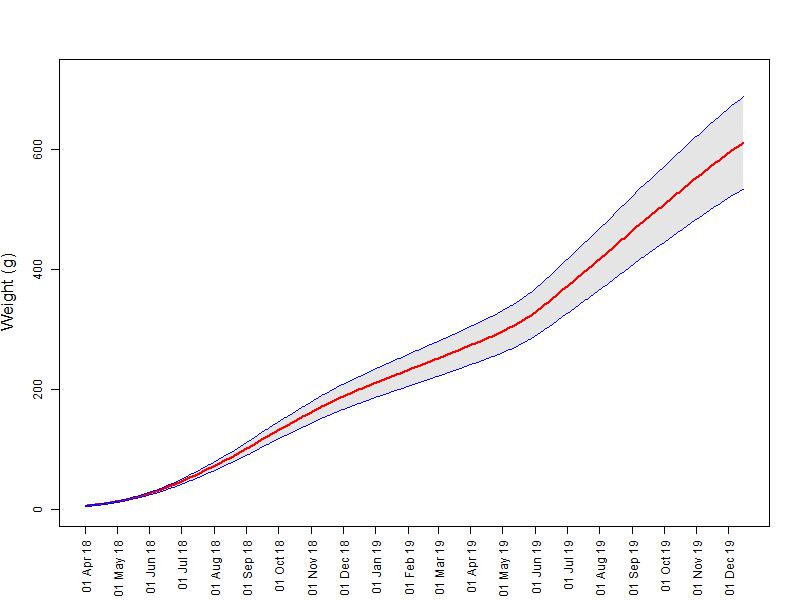 Weight (g)
600
400
200
0
01 Apr 18
01 May 18
01 Jun 18
01 Jul 18
01 Aug 18
01 Sep 18
01 Oct 18
01 Nov 18
01 Dec 18
01 Jan 19
01 Feb 19
01 Mar 19
01 Apr 19
01 May 19
01 Jun 19
01 Jul 19
01 Aug 19
01 Sep 19
01 Oct 19
01 Nov 19
01 Dec 19